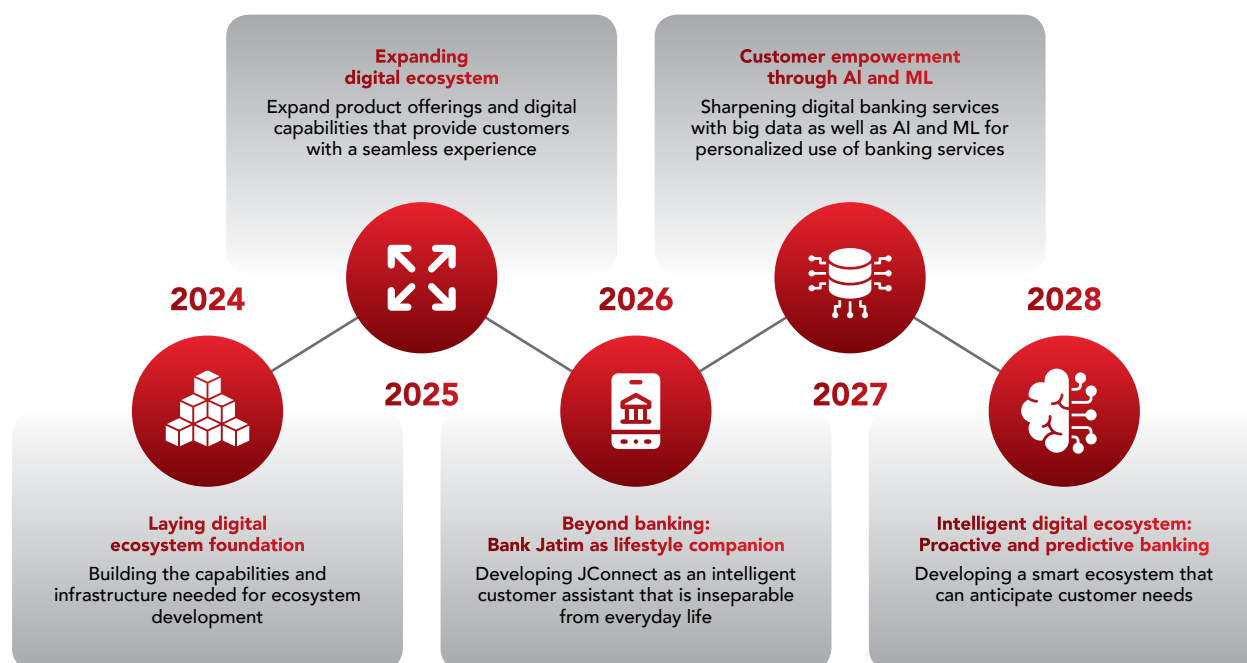 2024
Laying digital
ecosystem foundation
Building the capabilities and
infrastructure needed for ecosystem
development
Expanding
digital ecosystem
Expand product offerings and digital
capabilities that provide customers
with a seamless experience
2025
2026
Beyond banking:
Bank Jatim as lifestyle companion
Developing JConnect as an intelligent
customer assistant that is inseparable
from everyday life
Customer empowerment
through AI and ML
Sharpening digital banking services
with big data as well as AI and ML for
personalized use of banking services
2027
2028
Intelligent digital ecosystem:
Proactive and predictive banking
Developing a smart ecosystem that
can anticipate customer needs